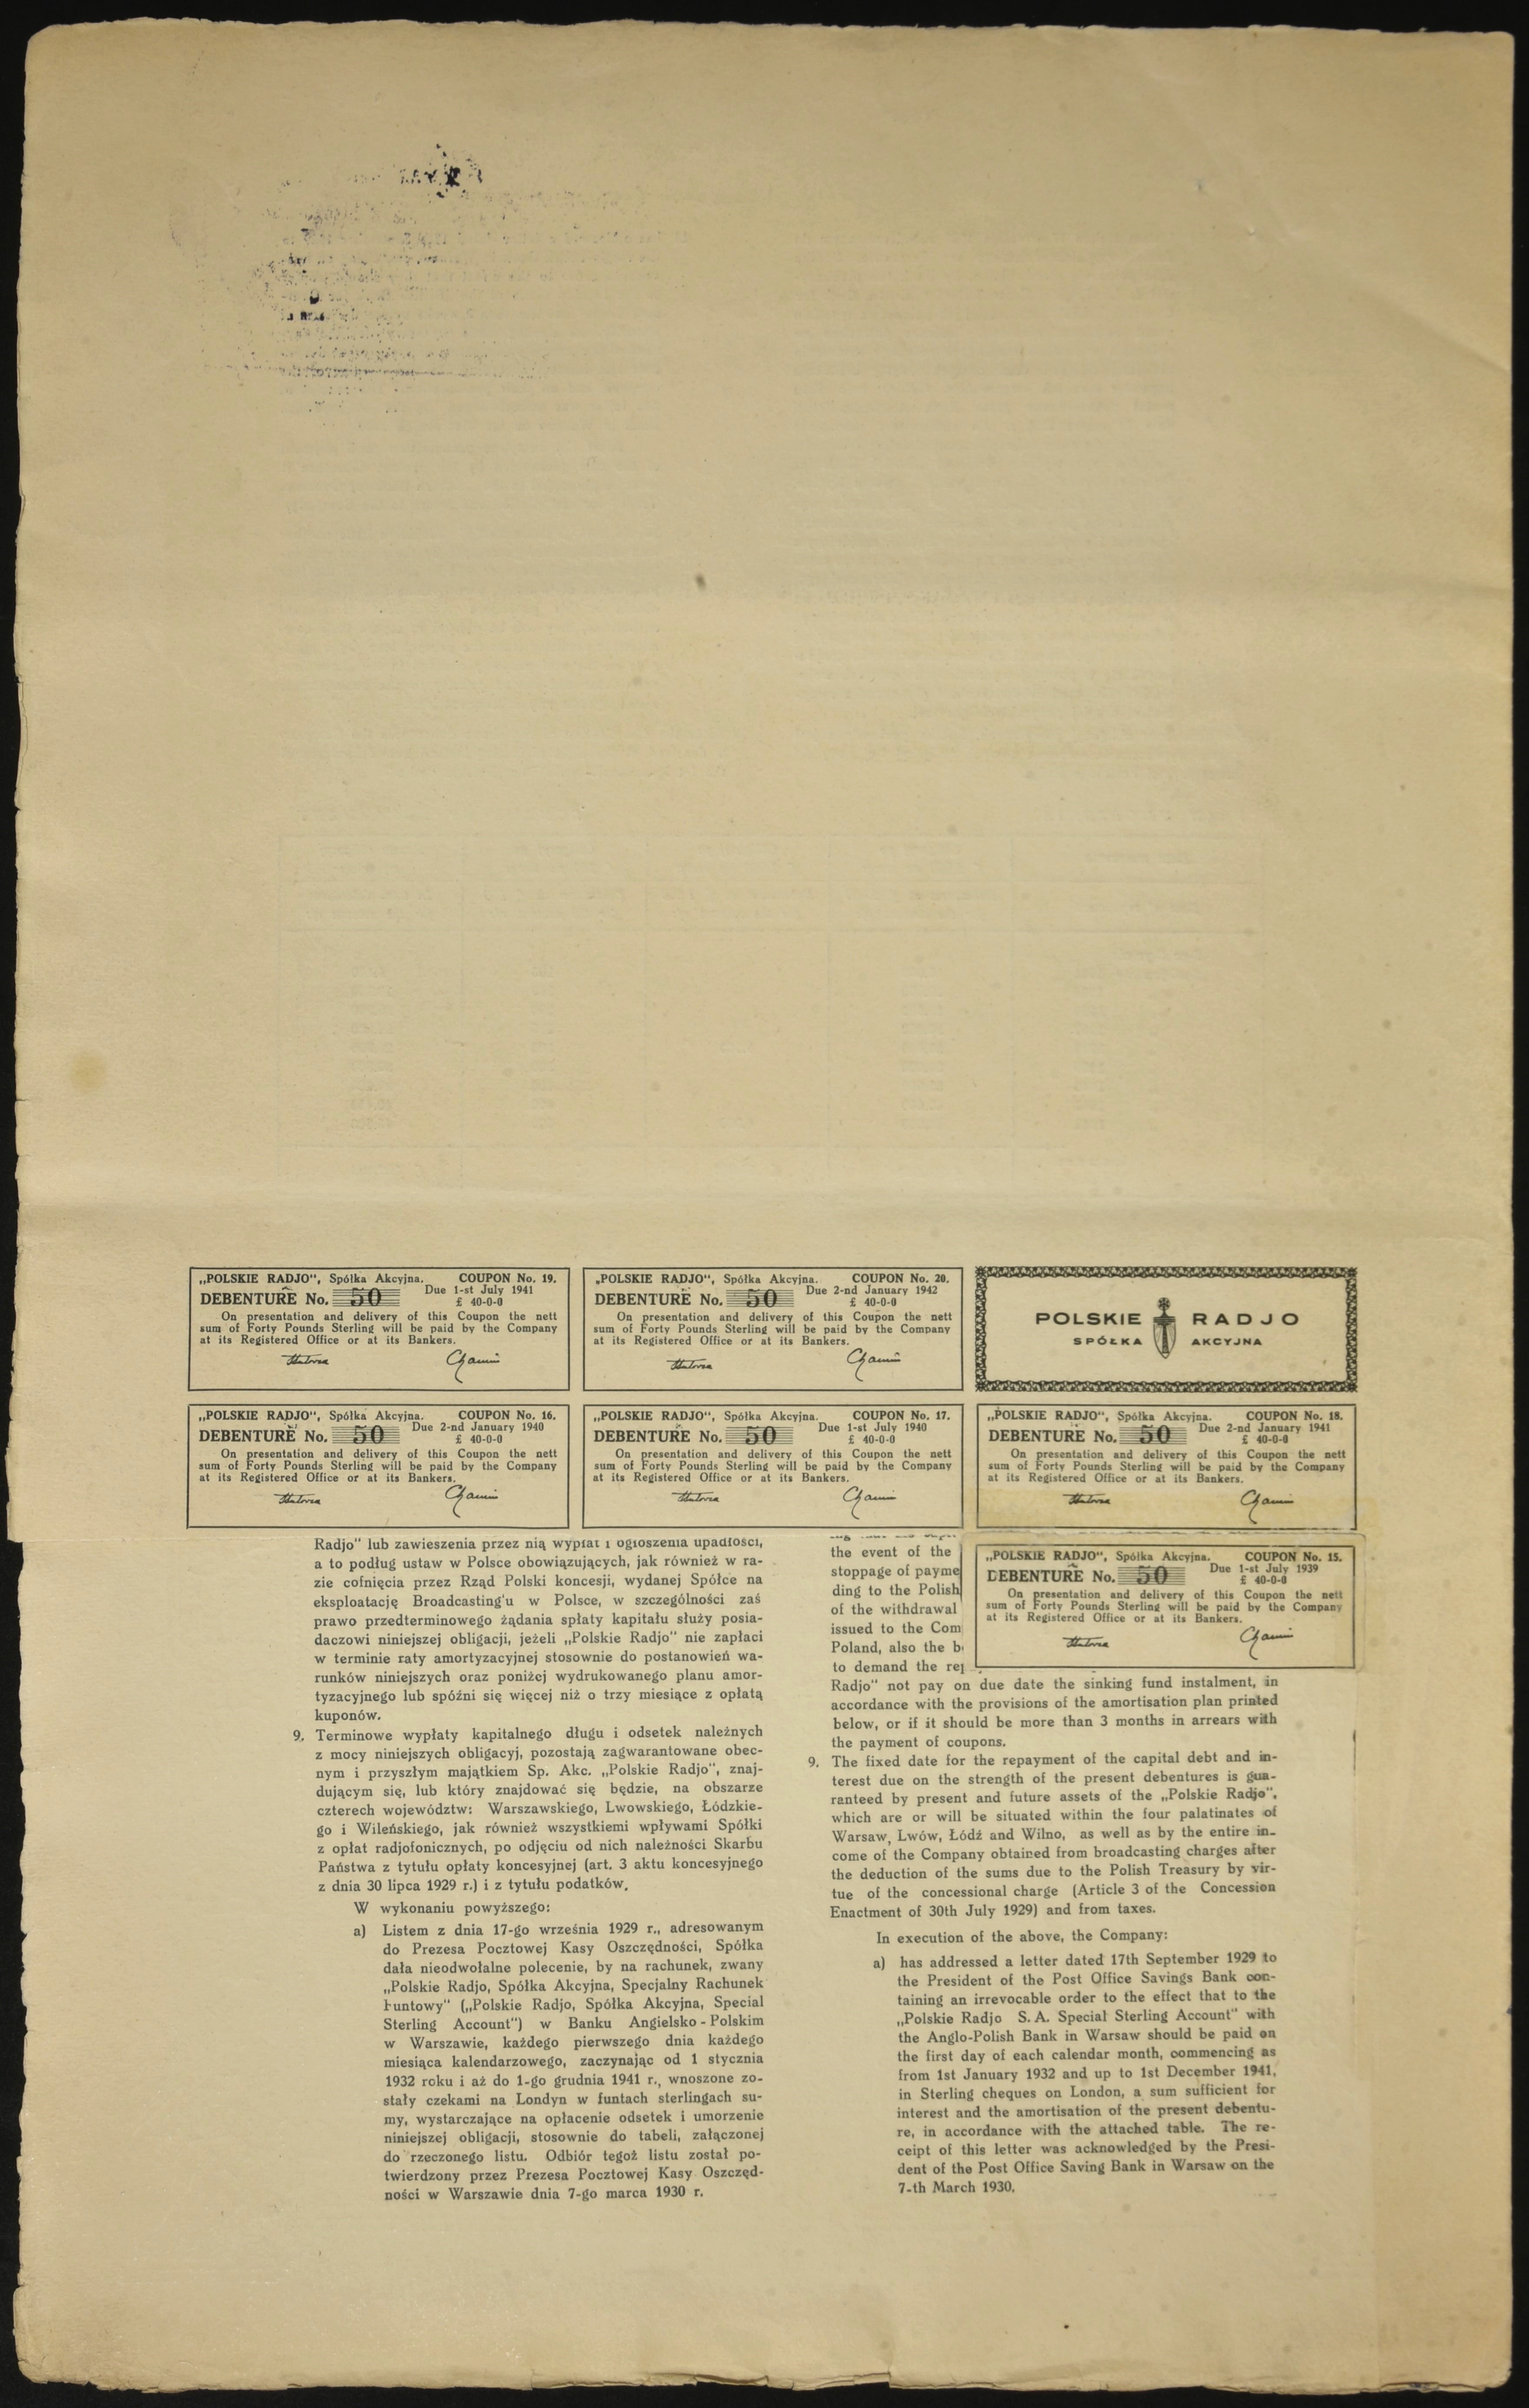 „POLSKIE RADJO“, Spółka Akcyjna. COUPON No. 19.
DEBENTURE No. 50 Due 1-st July 1941
£ 40-0-0
On presentation and delivery of this Coupon the nett
sum of Forty Pounds Sterling will be paid by the Company
at its Registered Office or at its Bankers.
„POLSKIE RADJO“, Spółka Akcyjna. COUPON No. 20.
DEBENTURE No. 50 Due 2-nd January 1942
£ 40-0-0
On presentation and delivery of this Coupon the nett
sum of Forty Pounds Sterling will be paid by the Company
at its Registered Office or at its Bankers.
POLSKIE RADJO
SPÓŁKA AKCYJNA
„POLSKIE RADJO“, Spółka Akcyjna. COUPON No. 16.
DEBENTURE No. 50 Due 2-nd January 1940
£ 40-0-0
On presentation and delivery of this Coupon the nett
sum of Forty Pounds Sterling will be paid by the Company
at its Registered Office or at its Bankers.
„POLSKIE RADJO“, Spółka Akcyjna. COUPON No. 17.
DEBENTURE No. 50 Due 1-st July 1940
£ 40-0-0
On presentation and delivery of this Coupon the nett
sum of Forty Pounds Sterling will be paid by the Company
at its Registered Office or at its Bankers.
„POLSKIE RADJO“, Spółka Akcyjna. COUPON No. 18.
DEBENTURE No. 50 Due 2-nd January 1941
£ 40-0-0
On presentation and delivery of this Coupon the nett
sum of Forty Pounds Sterling will be paid by the Company
at its Registered Office or at its Bankers.
„POLSKIE RADJO“, Spółka Akcyjna. COUPON No. 15.
DEBENTURE No. 50 Due 1-st July 1939
£ 40-0-0
On presentation and delivery of this Coupon the nett
sum of Forty Pounds Sterling will be paid by the Company
at its Registered Office or at its Bankers.
Radjo“ lub zawieszenia przez nią wypłat i ogłoszenia upadłości,
a to podług ustaw w Polsce obowiązujących, jak również w ra-
zie cofnięcia przez Rząd Polski koncesji, wydanej Spółce na
eksploatację Broadcasting'u w Polsce, w szczególności zaś
prawo przedterminowego żądania spłaty kapitału służy posia-
daczowi niniejszej obligacji, jeżeli „Polskie Radjo“ nie zapłaci
w terminie raty amortyzacyjnej stosownie do postanowień wa-
runków niniejszych oraz poniżej wydrukowanego planu amor-
tyzacyjnego lub spóźni się więcej niż o trzy miesiące z opłatą
kuponów.
9. Terminowe wypłaty kapitalnego długu i odsetek należnych
z mocy niniejszych obligacyj, pozostają zagwarantowane obec-
nym i przyszłym majątkiem Sp. Akc. „Polskie Radjo“, znaj-
dującym się, lub który znajdować się będzie, na obszarze
czterech województw: Warszawskiego, Lwowskiego, Łódzkie-
go i Wileńskiego, jak również wszystkiemi wpływami Spółki
z opłat radjofonicznych, po odjęciu od nich należności Skarbu
Państwa z tytułu opłaty koncesyjnej (art. 3 aktu koncesyjnego
z dnia 30 lipca 1929 r.) i z tytułu podatków.
W wykonaniu powyższego:
a) Listem z dnia 17-go września 1929 r., adresowanym
do Prezesa Pocztowej Kasy Oszczędności, Spółka
dała nieodwołalne polecenie, by na rachunek, zwany
„Polskie Radjo, Spółka Akcyjna, Specjalny Rachunek
Funtowy“ („Polskie Radjo, Spółka Akcyjna, Special
Sterling Account“) w Banku Angielsko - Polskim
w Warszawie, każdego pierwszego dnia każdego
miesiąca kalendarzowego, zaczynając od 1 stycznia
1932 roku i aż do 1-go grudnia 1941 r., wnoszone zo-
stały czekami na Londyn w funtach sterlingach su-
my, wystarczające na opłacenie odsetek i umorzenie
niniejszej obligacji, stosownie do tabeli, załączonej
do rzeczonego listu. Odbiór tegoż listu został po-
twierdzony przez Prezesa Pocztowej Kasy Oszczęd-
ności w Warszawie dnia 7-go marca 1930 r.
the event of the
stoppage of payme
ding to the Polish
of the withdrawal
issued to the Com
Poland, also the b
to demand the rep
Radjo“ not pay on due date the sinking fund instalment, in
accordance with the provisions of the amortisation plan printed
below, or if it should be more than 3 months in arrears with
the payment of coupons.
9. The fixed date for the repayment of the capital debt and in-
terest due on the strength of the present debentures is gua-
ranteed by present and future assets of the „Polskie Radjo“,
which are or will be situated within the four palatinates of
Warsaw, Lwów, Łódź and Wilno, as well as by the entire in-
come of the Company obtained from broadcasting charges after
the deduction of the sums due to the Polish Treasury by vir-
tue of the concessional charge (Article 3 of the Concession
Enactment of 30th July 1929) and from taxes.
In execution of the above, the Company:
a) has addressed a letter dated 17th September 1929 to
the President of the Post Office Savings Bank con-
taining an irrevocable order to the effect that to the
„Polskie Radjo S. A. Special Sterling Account“ with
the Anglo-Polish Bank in Warsaw should be paid on
the first day of each calendar month, commencing as
from 1st January 1932 and up to 1st December 1941,
in Sterling cheques on London, a sum sufficient for
interest and the amortisation of the present debentu-
re, in accordance with the attached table. The re-
ceipt of this letter was acknowledged by the Presi-
dent of the Post Office Saving Bank in Warsaw on the
7-th March 1930.